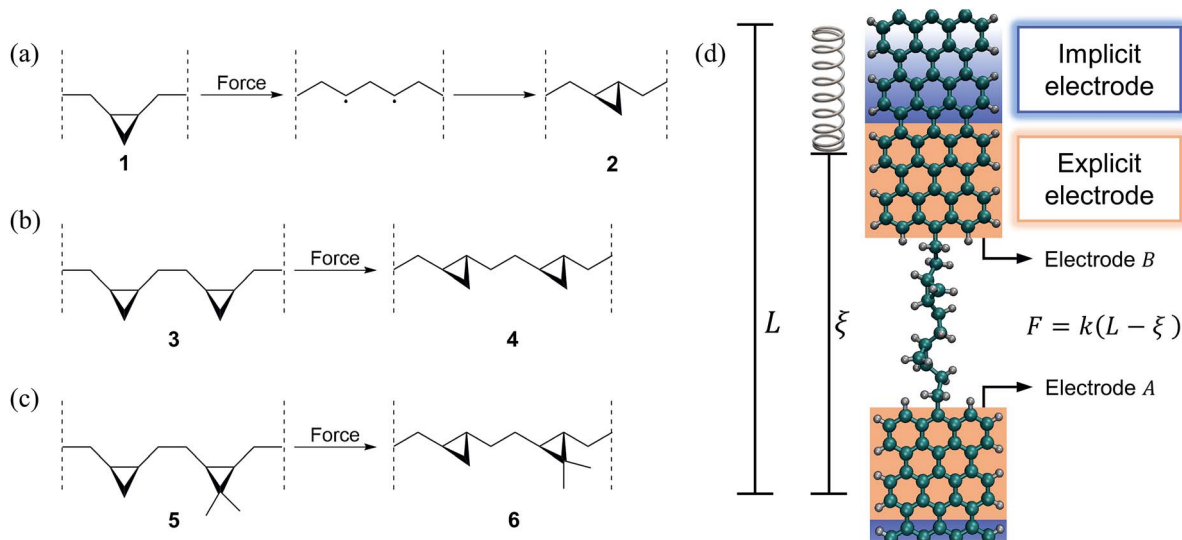 (a)
Force
1
2
(b)
Force
3
4
(c)
Force
5
6
(d)
L
ξ
Implicit
electrode
Explicit
electrode
Electrode B
F = k(L − ξ)
Electrode A